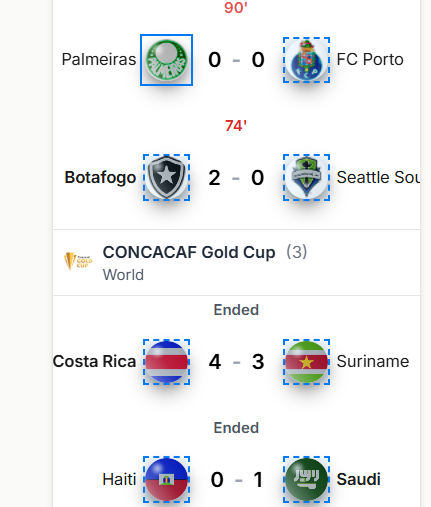 90'
Palmeiras 0 - 0 FC Porto
74'
Botafogo 2 - 0 Seattle Sou
CONCACAF Gold Cup (3)
World
Ended
Costa Rica 4 - 3 Suriname
Ended
Haiti 0 - 1 Saudi